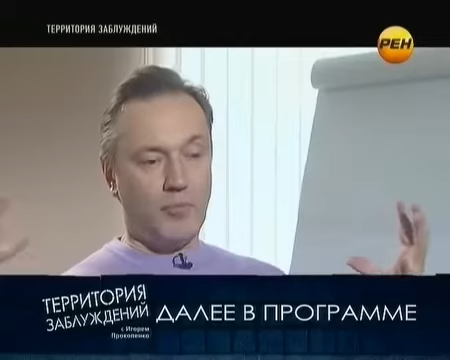 ТЕРРИТОРИЯ ЗАБЛУЖДЕНИЙ
РЕН
ТЕРРИТОРИЯ
ЗАБЛУЖДЕНИЙ
с Игорем
Прокопенко
ДАЛЕЕ В ПРОГРАММЕ